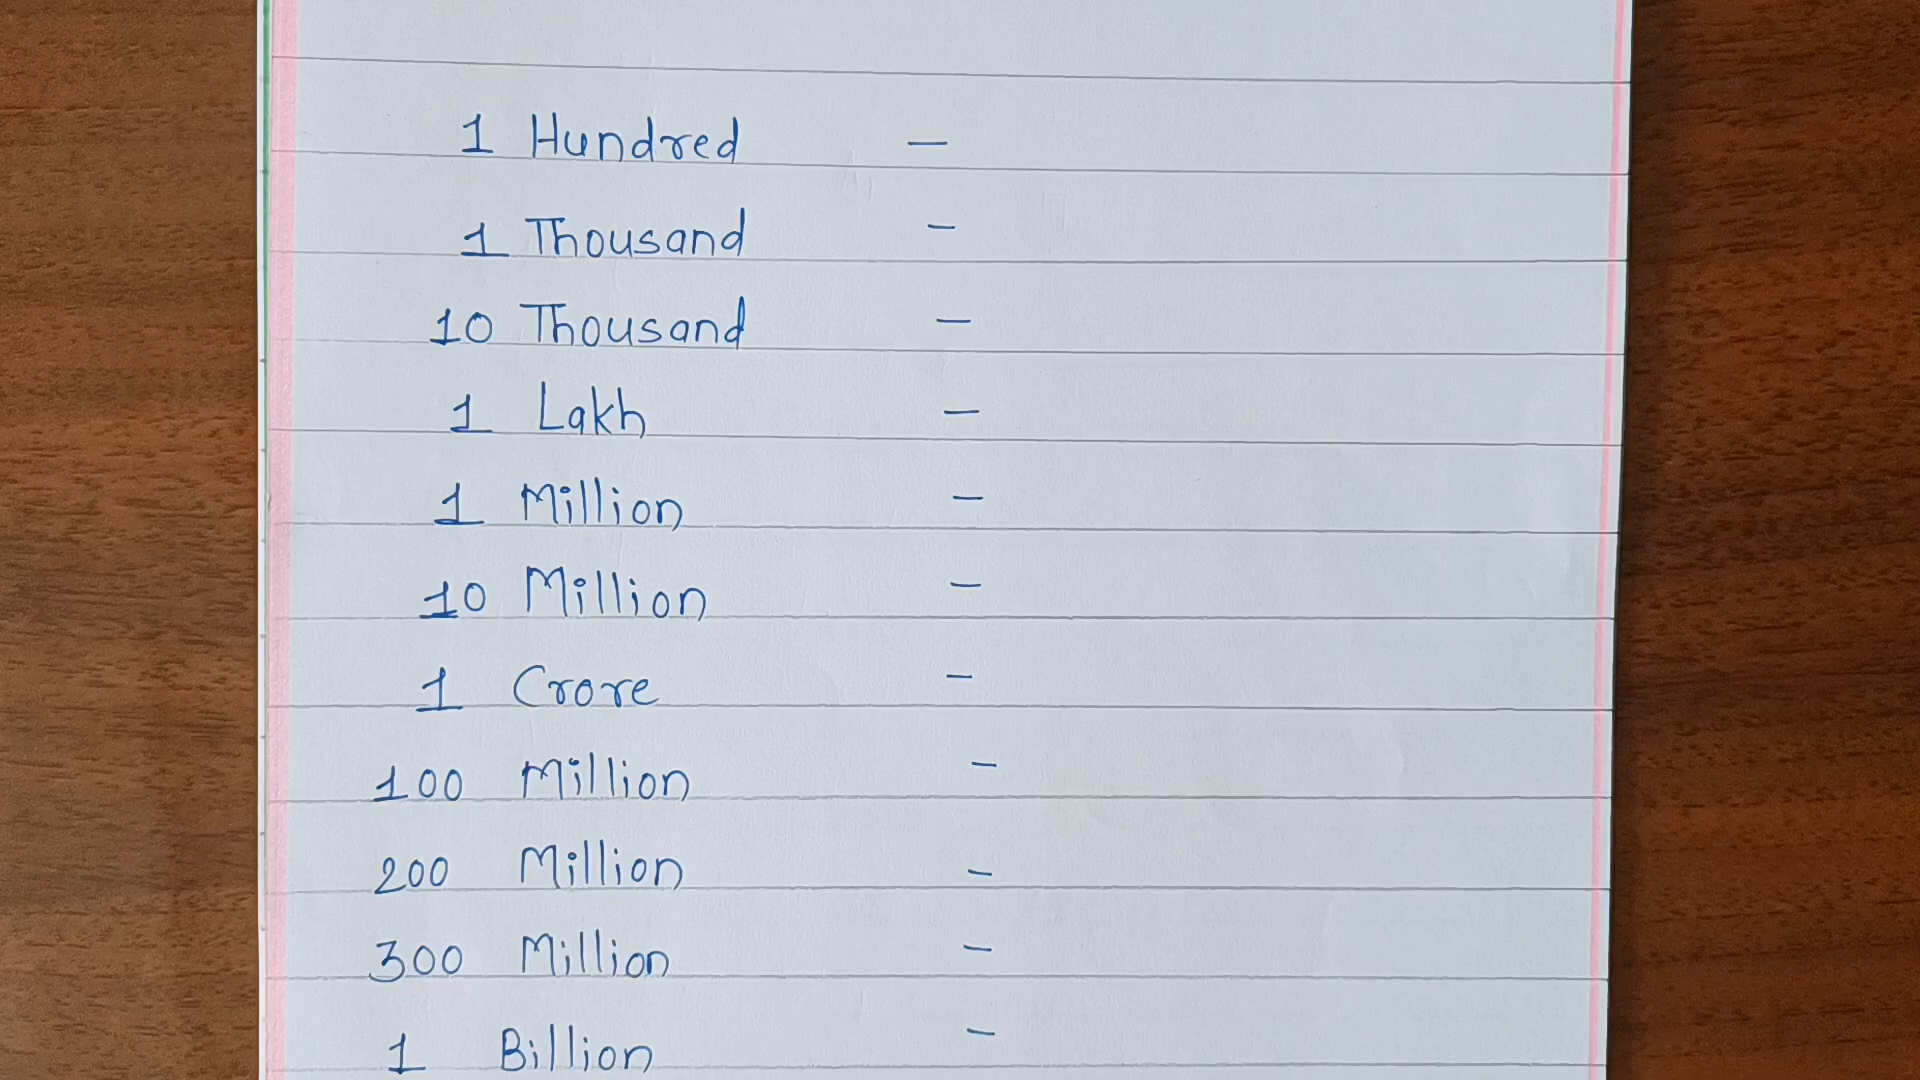 1 Hundred –
1 Thousand –
10 Thousand –
1 Lakh –
1 Million –
10 Million –
1 Crore –
100 Million –
200 Million –
300 Million –
1 Billion –